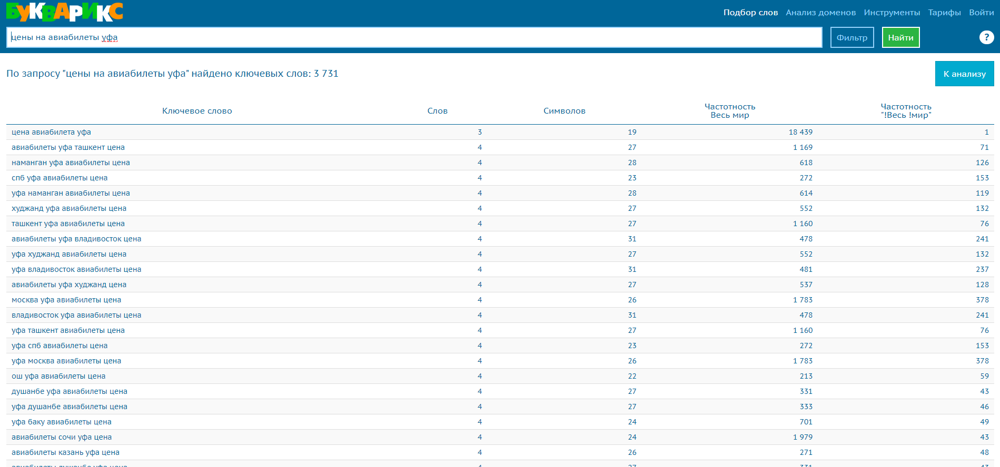 БУКВАРИКС
Подбор слов Анализ доменов Инструменты Тарифы Войти
цены на авиабилеты уфа Фильтр Найти ?
По запросу "цены на авиабилеты уфа" найдено ключевых слов: 3 731 К анализу
Ключевое слово Слов Символов Частотность Весь мир Частотность "!Весь !мир"
цена авиабилета уфа 3 19 18 439 1
авиабилеты уфа ташкент цена 4 27 1 169 71
наманган уфа авиабилеты цена 4 28 618 126
спб уфа авиабилеты цена 4 23 272 153
уфа наманган авиабилеты цена 4 28 614 119
худжанд уфа авиабилеты цена 4 27 552 132
ташкент уфа авиабилеты цена 4 27 1 160 76
авиабилеты уфа владивосток цена 4 31 478 241
уфа худжанд авиабилеты цена 4 27 552 132
уфа владивосток авиабилеты цена 4 31 481 237
авиабилеты уфа худжанд цена 4 27 537 128
москва уфа авиабилеты цена 4 26 1 783 378
владивосток уфа авиабилеты цена 4 31 478 241
уфа ташкент авиабилеты цена 4 27 1 160 76
уфа спб авиабилеты цена 4 23 272 153
уфа москва авиабилеты цена 4 26 1 783 378
ош уфа авиабилеты цена 4 22 213 59
душанбе уфа авиабилеты цена 4 27 331 43
уфа душанбе авиабилеты цена 4 27 333 46
уфа баку авиабилеты цена 4 24 701 49
авиабилеты сочи уфа цена 4 24 1 979 43
авиабилеты казань уфа цена 4 26 271 48
авиабилеты душанбе уфа цена 4 27 331 43